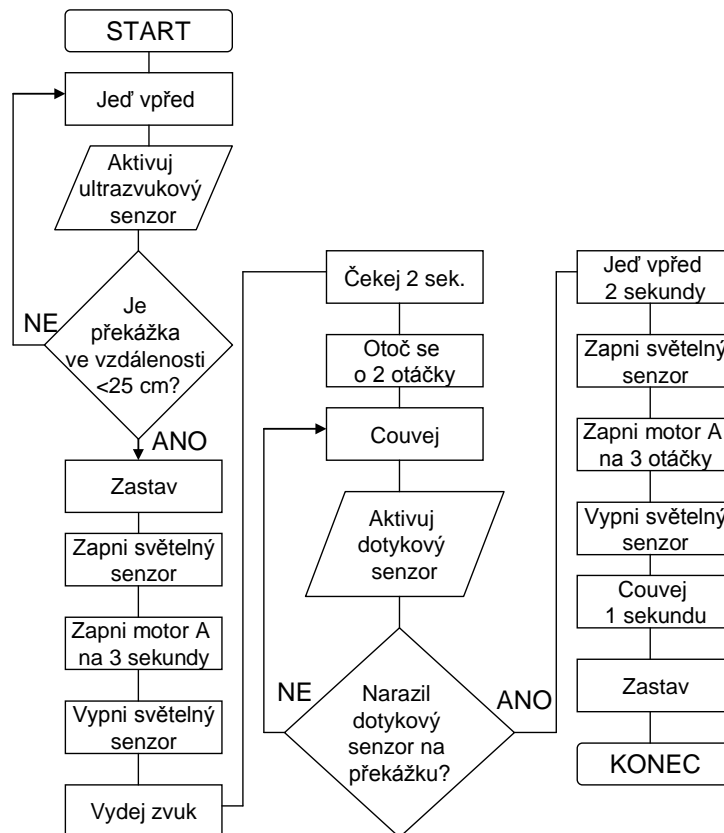 START
Jeď vpřed
Aktivuj
ultrazvukový
senzor
Je
překážka
ve vzdálenosti
<25 cm?
NE
ANO
Zastav
Zapni světelný
senzor
Zapni motor A
na 3 sekundy
Vypni světelný
senzor
Vydej zvuk
Čekej 2 sek.
Otoč se
o 2 otáčky
Couvej
Aktivuj
dotykový
senzor
Narazil
dotykový
senzor na
překážku?
NE
ANO
Jeď vpřed
2 sekundy
Zapni světelný
senzor
Zapni motor A
na 3 otáčky
Vypni světelný
senzor
Couvej
1 sekundu
Zastav
KONEC